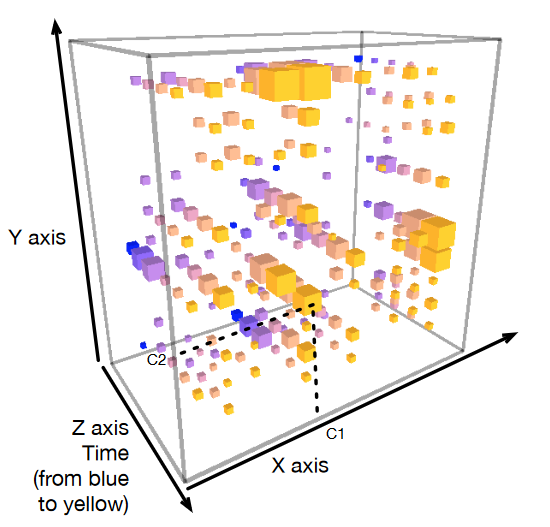 Y axis
C2
Z axis
Time
(from blue
to yellow)
C1
X axis